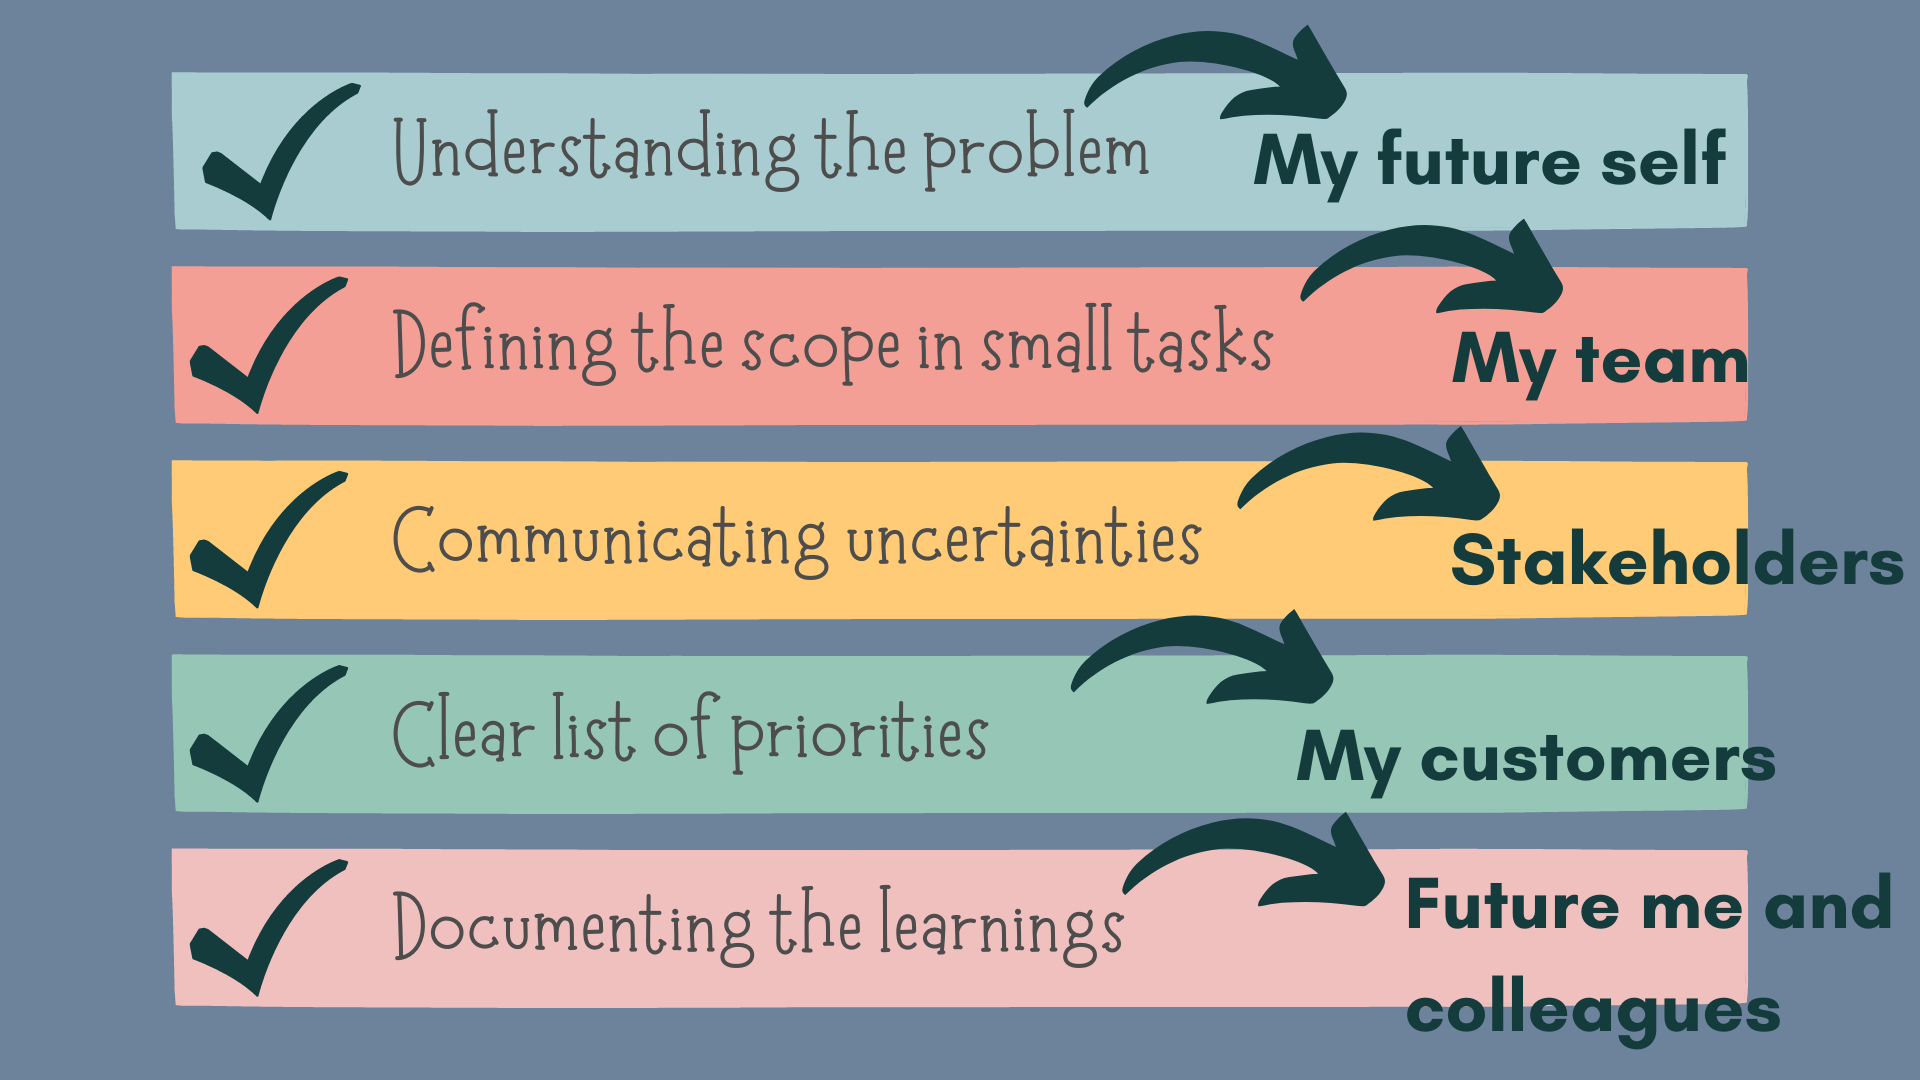 Understanding the problem
My future self
Defining the scope in small tasks
My team
Communicating uncertainties
Stakeholders
Clear list of priorities
My customers
Documenting the learnings
Future me and
colleagues